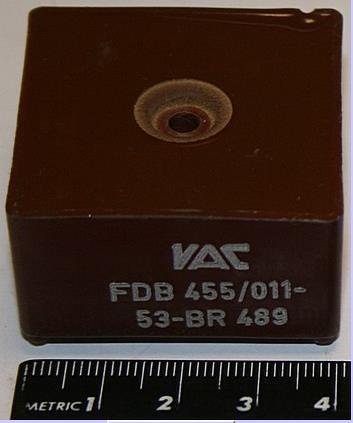 VAC
FDB 455/011-
53-BR 489
METRIC 1 2 3 4